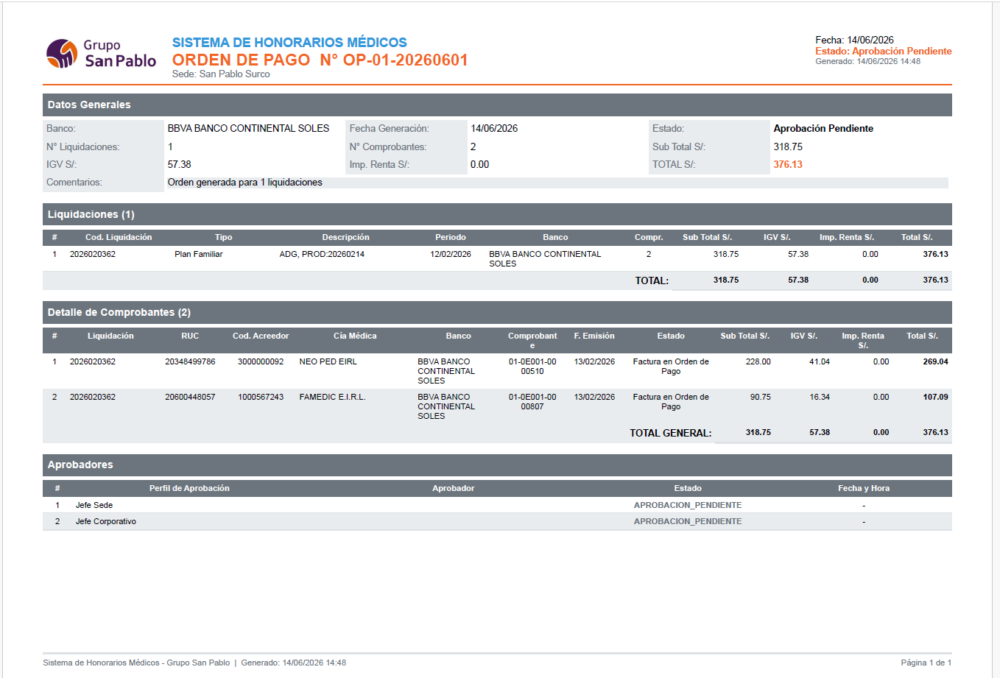 Grupo
San Pablo
SISTEMA DE HONORARIOS MÉDICOS
ORDEN DE PAGO N° OP-01-20260601
Sede: San Pablo Surco
Fecha: 14/06/2026
Estado: Aprobación Pendiente
Generado: 14/06/2026 14:48
Datos Generales
Banco: BBVA BANCO CONTINENTAL SOLES Fecha Generación: 14/06/2026 Estado: Aprobación Pendiente
N° Liquidaciones: 1 N° Comprobantes: 2 Sub Total S/: 318.75
IGV S/: 57.38 Imp. Renta S/: 0.00 TOTAL S/: 376.13
Comentarios: Orden generada para 1 liquidaciones
Liquidaciones (1)
# Cod. Liquidación Tipo Descripción Periodo Banco Compr. Sub Total S/. IGV S/. Imp. Renta S/. Total S/.
1 2026020362 Plan Familiar ADG, PROD:20260214 12/02/2026 BBVA BANCO CONTINENTAL 2 318.75 57.38 0.00 376.13
SOLES
TOTAL: 318.75 57.38 0.00 376.13
Detalle de Comprobantes (2)
# Liquidación RUC Cod. Acreedor Cía Médica Banco Comprobant F. Emisión Estado Sub Total S/. IGV S/. Imp. Renta Total S/.
e S/.
1 2026020362 20348499786 3000000092 NEO PED EIRL BBVA BANCO 01-0E001-00 13/02/2026 Factura en Orden de 228.00 41.04 0.00 269.04
CONTINENTAL 00510 Pago
SOLES
2 2026020362 20600448057 1000567243 FAMEDIC E.I.R.L. BBVA BANCO 01-0E001-00 13/02/2026 Factura en Orden de 90.75 16.34 0.00 107.09
CONTINENTAL 00807 Pago
SOLES
TOTAL GENERAL: 318.75 57.38 0.00 376.13
Aprobadores
# Perfil de Aprobación Aprobador Estado Fecha y Hora
1 Jefe Sede APROBACION_PENDIENTE -
2 Jefe Corporativo APROBACION_PENDIENTE -
Sistema de Honorarios Médicos - Grupo San Pablo | Generado: 14/06/2026 14:48 Página 1 de 1